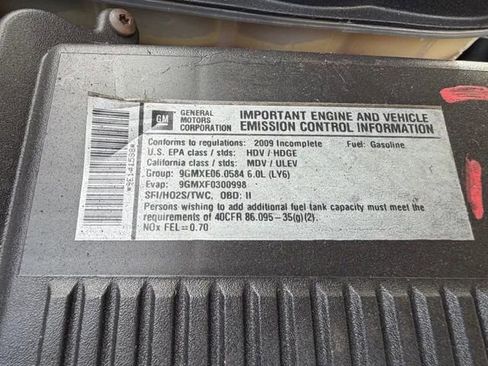 GM
GENERAL MOTORS CORPORATION
IMPORTANT ENGINE AND VEHICLE
EMISSION CONTROL INFORMATION
Conforms to regulations: 2009 Incomplete Fuel: Gasoline
U.S. EPA class / stds: HDV / HDGE
California class / stds: MDV / ULEV
Group: 9GMXE06.0584 6.0L (LY6)
Evap: 9GMXF0300998
SFI/HO2S/TWC, OBD: II
Persons wishing to add additional fuel tank capacity must meet the
requirements of 40CFR 86.095-35(g)(2).
NOx FEL=0.70